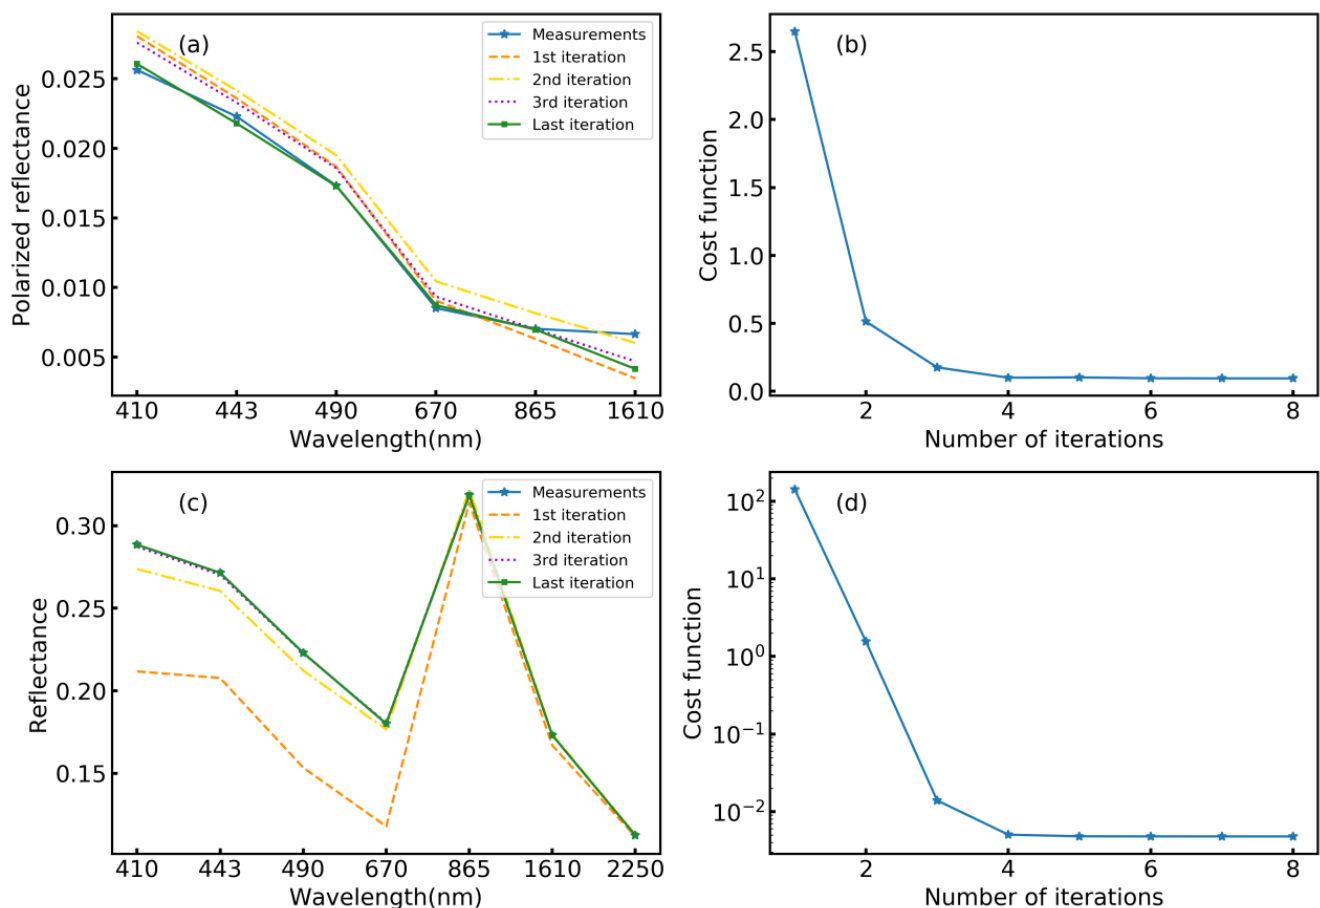 (a)
Measurements
1st iteration
2nd iteration
3rd iteration
Last iteration
0.025
0.020
0.015
0.010
0.005
Polarized reflectance
410 443 490 670 865 1610
Wavelength(nm)
(b)
2.5
2.0
1.5
1.0
0.5
0.0
Cost function
2 4 6 8
Number of iterations
(c)
Measurements
1st iteration
2nd iteration
3rd iteration
Last iteration
0.30
0.25
0.20
0.15
Reflectance
410 443 490 670 865 1610 2250
Wavelength(nm)
(d)
10²
10¹
10⁰
10⁻¹
10⁻²
Cost function
2 4 6 8
Number of iterations